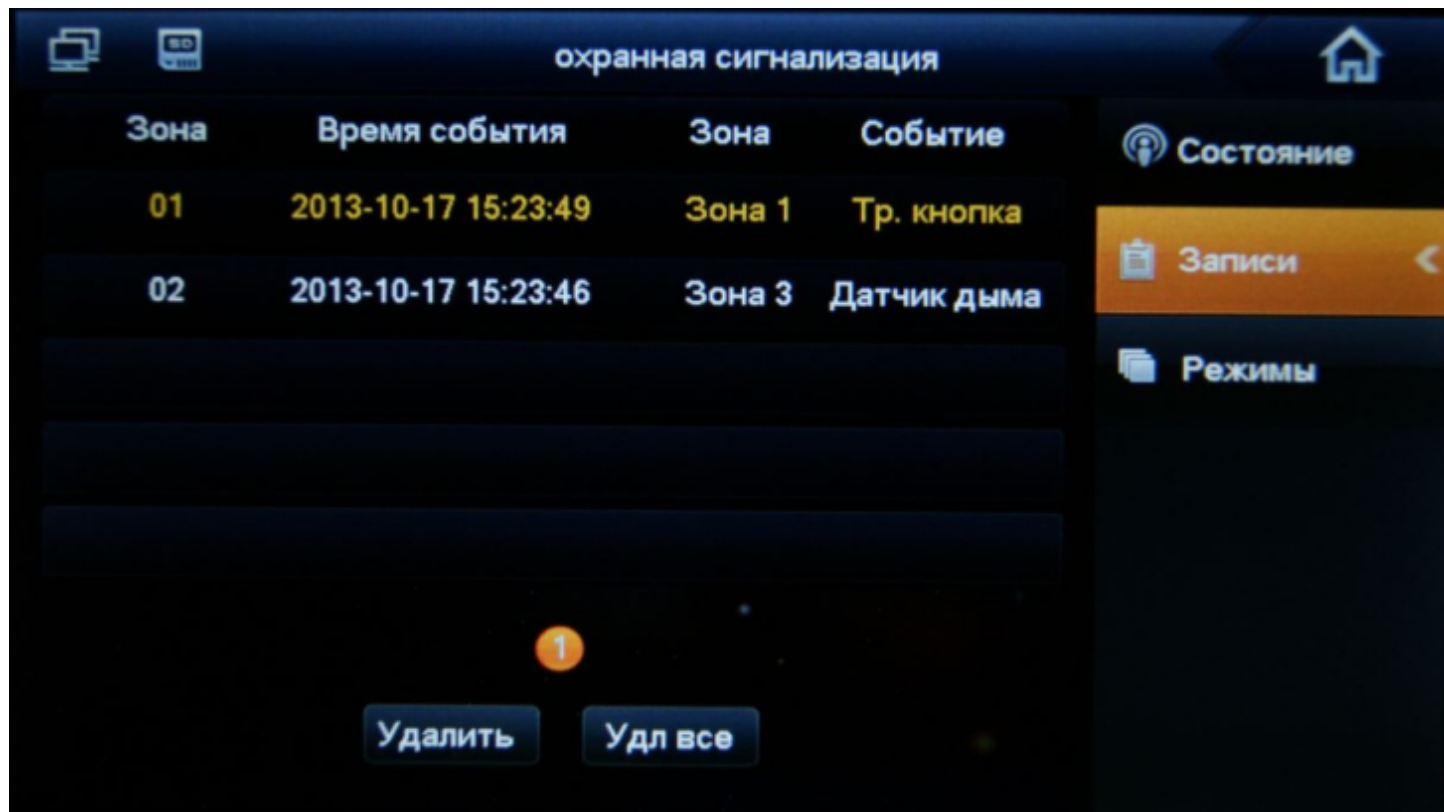 SD
охранная сигнализация
Зона Время события Зона Событие
01 2013-10-17 15:23:49 Зона 1 Тр. кнопка
02 2013-10-17 15:23:46 Зона 3 Датчик дыма
1
Удалить Удл все
Состояние
Записи
Режимы